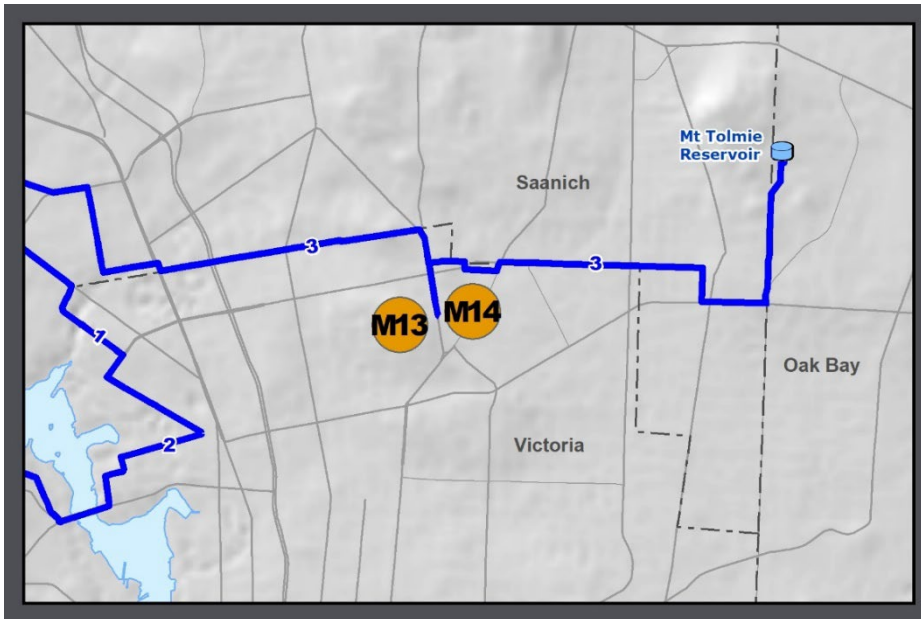 Mt Tolmie
Reservoir
Saanich
3
3
M13
M14
1
Oak Bay
2
Victoria